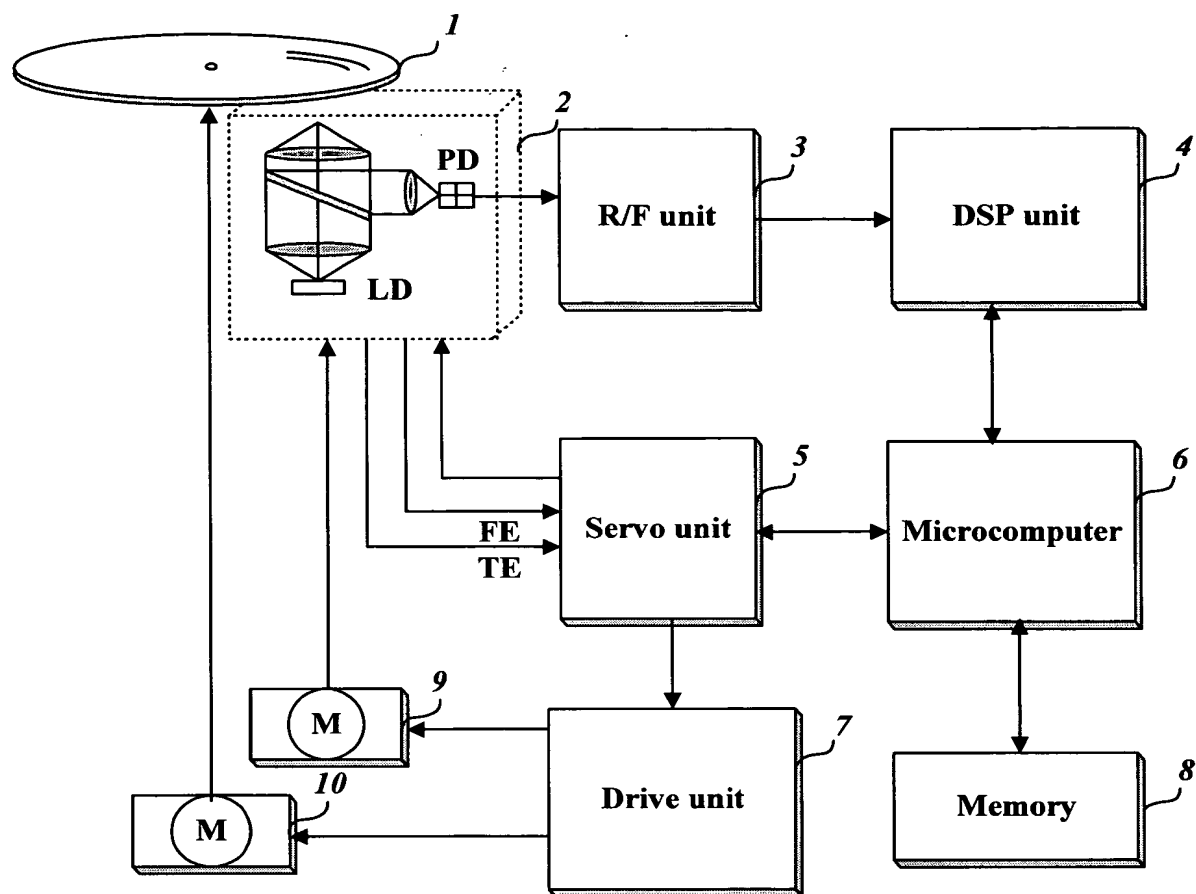 1
2
PD
LD
3
R/F unit
4
DSP unit
5
Servo unit
FE
TE
6
Microcomputer
9
M
10
M
7
Drive unit
8
Memory